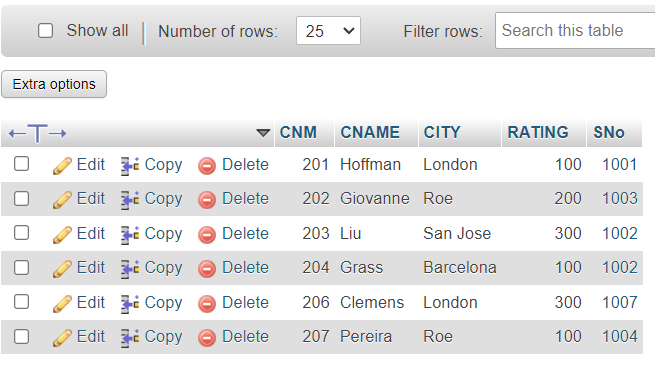 Show all Number of rows: 25 Filter rows: Search this table
Extra options
CNM CNAME CITY RATING SNo
Edit Copy Delete 201 Hoffman London 100 1001
Edit Copy Delete 202 Giovanne Roe 200 1003
Edit Copy Delete 203 Liu San Jose 300 1002
Edit Copy Delete 204 Grass Barcelona 100 1002
Edit Copy Delete 206 Clemens London 300 1007
Edit Copy Delete 207 Pereira Roe 100 1004